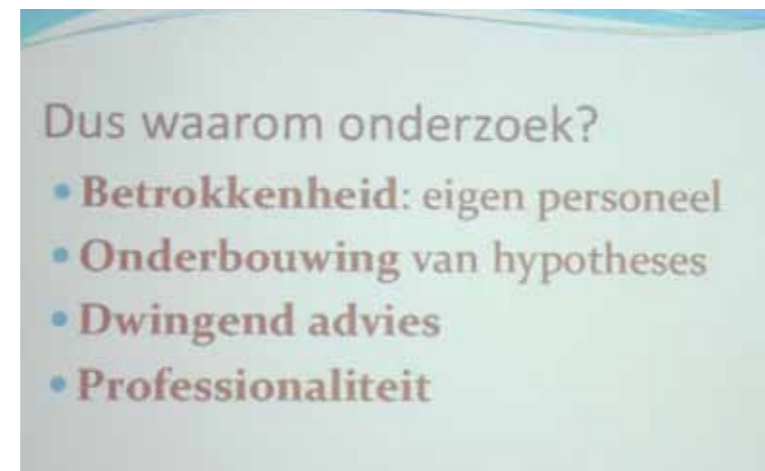 Dus waarom onderzoek?
• Betrokkenheid: eigen personeel
• Onderbouwing van hypotheses
• Dwingend advies
• Professionaliteit